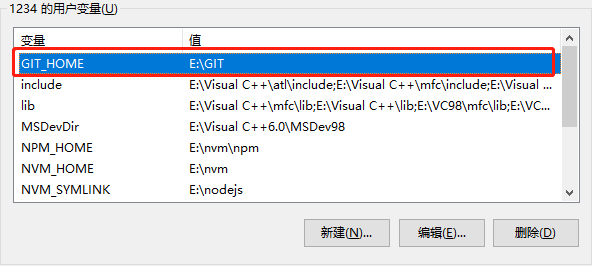 1234 的用户变量(U)
变量 值
GIT_HOME E:\GIT
include E:\Visual C++\atl\include;E:\Visual C++\mfc\include;E:\Visual ...
lib E:\Visual C++\mfc\lib;E:\Visual C++\lib;E:\VC98\mfc\lib;E:\VC...
MSDevDir E:\Visual C++6.0\MSDev98
NPM_HOME E:\nvm\npm
NVM_HOME E:\nvm
NVM_SYMLINK E:\nodejs
新建(N)... 编辑(E)... 删除(D)